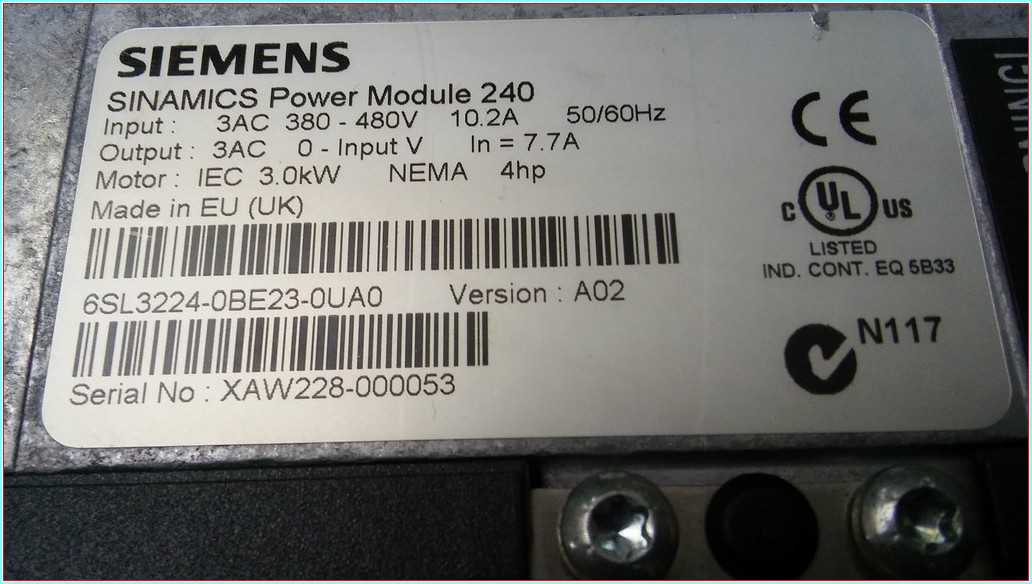 SIEMENS
SINAMICS Power Module 240
Input : 3AC 380 - 480V 10.2A 50/60Hz
Output : 3AC 0 - Input V In = 7.7A
Motor : IEC 3.0kW NEMA 4hp
Made in EU (UK)
6SL3224-0BE23-0UA0 Version : A02
Serial No : XAW228-000053
CE
C UL US
LISTED
IND. CONT. EQ 5B33
N117